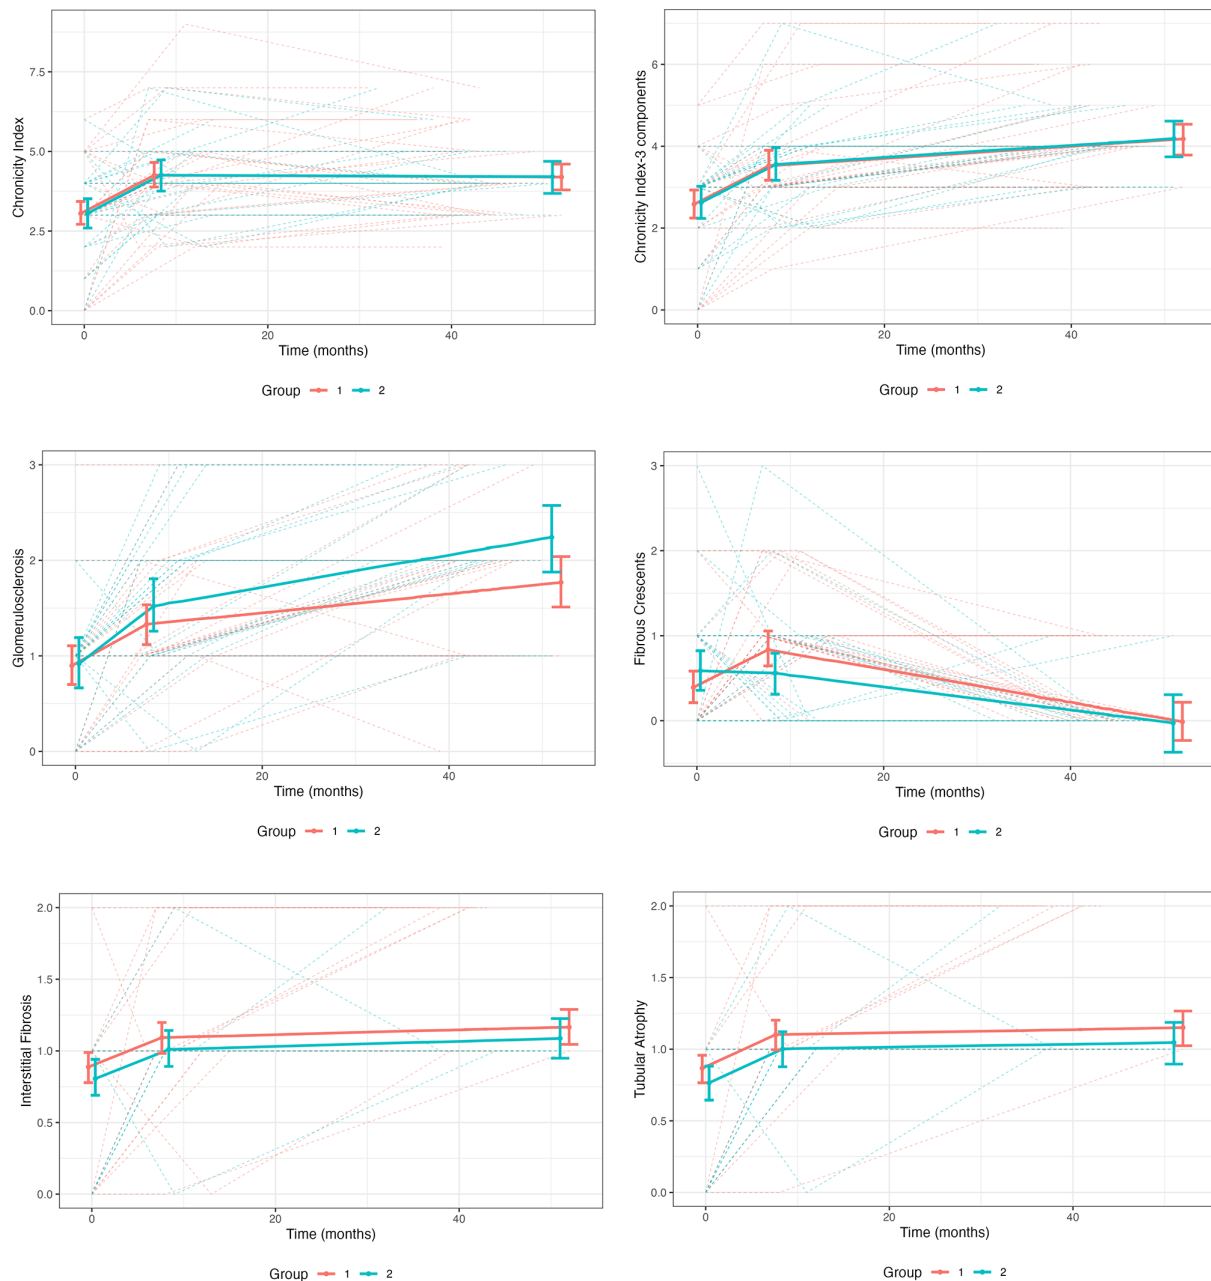 Chronicity Index
7.5
5.0
2.5
0.0
0 20 40
Time (months)
Group 1 2
Chronicity Index-3 components
6
4
2
0
0 20 40
Time (months)
Group 1 2
Glomerulosclerosis
3
2
1
0
0 20 40
Time (months)
Group 1 2
Fibrous Crescents
3
2
1
0
0 20 40
Time (months)
Group 1 2
Interstitial Fibrosis
2.0
1.5
1.0
0.5
0.0
0 20 40
Time (months)
Group 1 2
Tubular Atrophy
2.0
1.5
1.0
0.5
0.0
0 20 40
Time (months)
Group 1 2